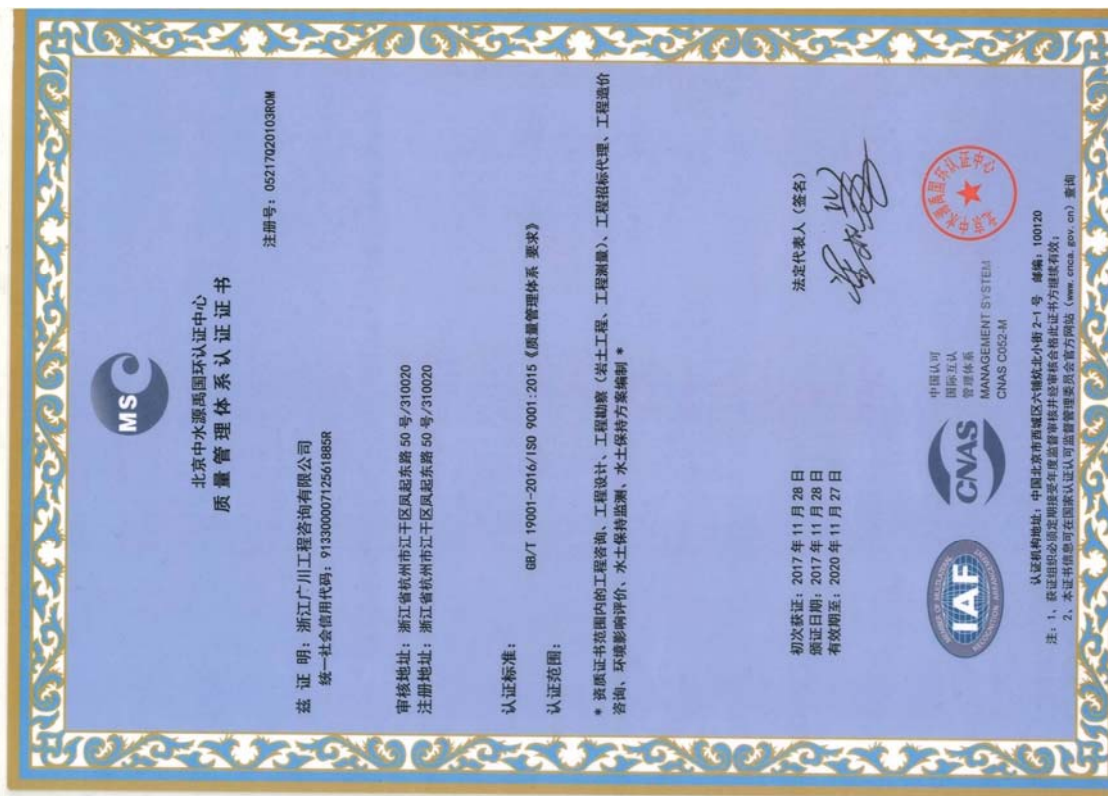 MSC
北京中水源禹国环认证中心
质量管理体系认证证书
注册号：05217Q20103R0M
兹 证 明：浙江广川工程咨询有限公司
统一社会信用代码：91330000712561885R
审核地址：浙江省杭州市江干区凤起东路 50 号/310020
注册地址：浙江省杭州市江干区凤起东路 50 号/310020
认证标准：
GB/T 19001-2016/ISO 9001:2015《质量管理体系 要求》
认证范围：
* 资质证书范围内的工程咨询、工程设计、工程勘察（岩土工程、工程测量）、工程招标代理、工程造价
咨询、环境影响评价、水土保持监测、水土保持方案编制 *
初次获证：2017 年 11 月 28 日
颁证日期：2017 年 11 月 28 日
有效期至：2020 年 11 月 27 日
法定代表人（签名）
IAF
CNAS
中国认可
国际互认
管理体系
MANAGEMENT SYSTEM
CNAS C052-M
认证机构地址：中国北京市西城区六铺炕北小街 2-1 号 邮编：100120
注：1、获证组织必须定期接受年度监督审核并经审核合格此证书方继续有效；
2、本证书信息可在国家认证认可监督管理委员会官方网站（www.cnca.gov.cn）查询